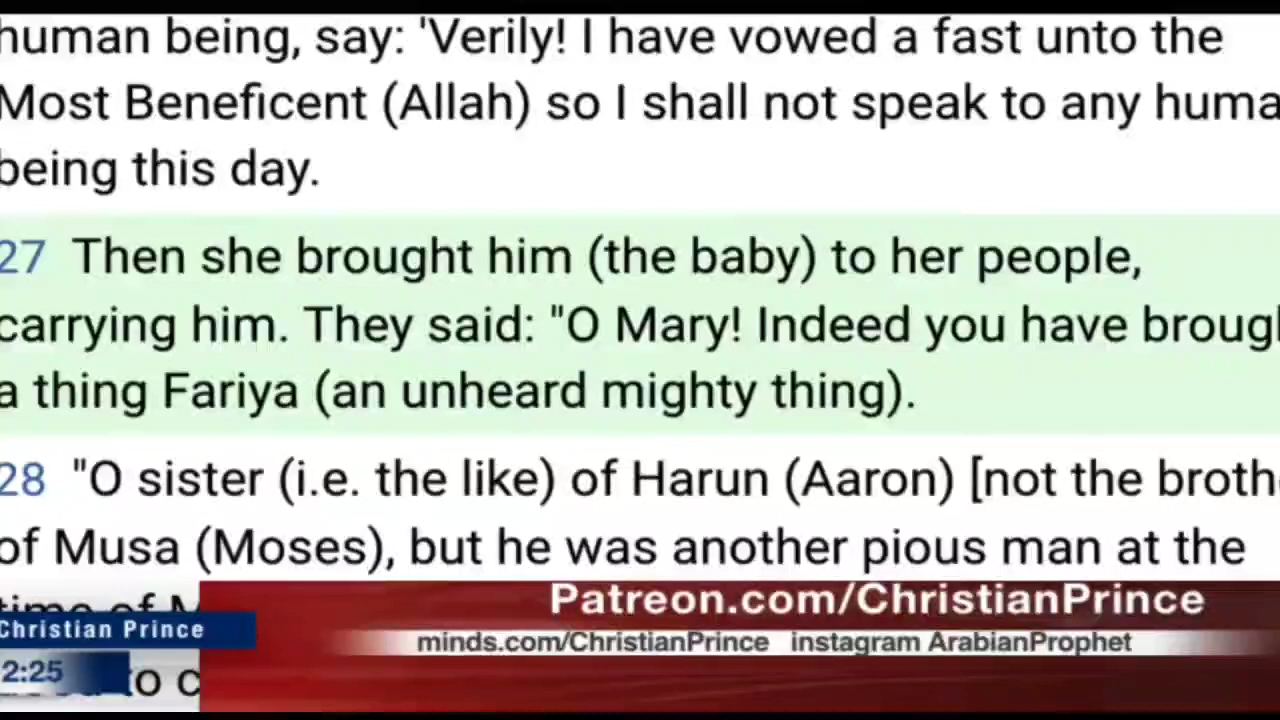 human being, say: 'Verily! I have vowed a fast unto the
Most Beneficent (Allah) so I shall not speak to any huma
being this day.
27 Then she brought him (the baby) to her people,
carrying him. They said: "O Mary! Indeed you have brough
a thing Fariya (an unheard mighty thing).
28 "O sister (i.e. the like) of Harun (Aaron) [not the broth
of Musa (Moses), but he was another pious man at the
time of M
to c
Christian Prince
2:25
Patreon.com/ChristianPrince
minds.com/ChristianPrince instagram ArabianProphet